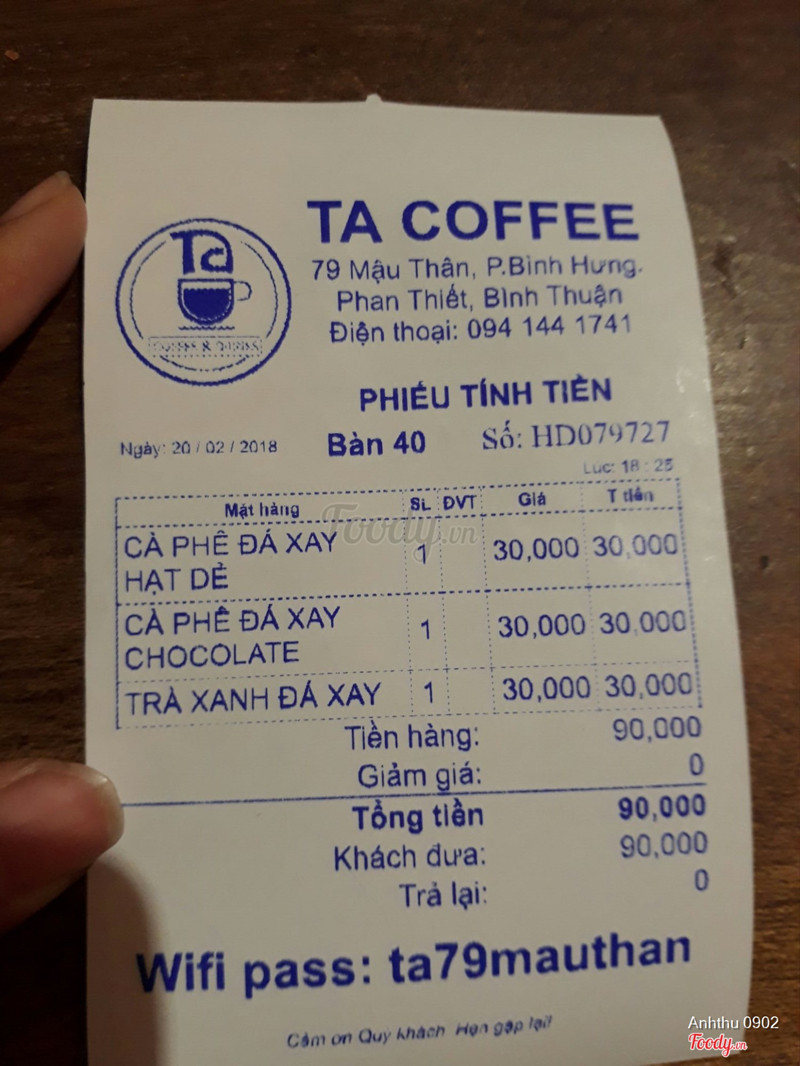 Ta
TA COFFEE
79 Mậu Thân, P.Bình Hưng.
Phan Thiết, Bình Thuận
Điện thoại: 094 144 1741
PHIẾU TÍNH TIỀN
Ngày: 20 / 02 / 2018 Bàn 40 Số: HD079727
Lúc: 18 : 25
Mặt hàng SL ĐVT Giá T tiền
CÀ PHÊ ĐÁ XAY HẠT DẺ 1 30,000 30,000
CÀ PHÊ ĐÁ XAY CHOCOLATE 1 30,000 30,000
TRÀ XANH ĐÁ XAY 1 30,000 30,000
Tiền hàng: 90,000
Giảm giá: 0
Tổng tiền 90,000
Khách đưa: 90,000
Trả lại: 0
Wifi pass: ta79mauthan
Cảm ơn Quý khách Hẹn gặp lại!
Foody.vn
Anhthu 0902
Foody.vn